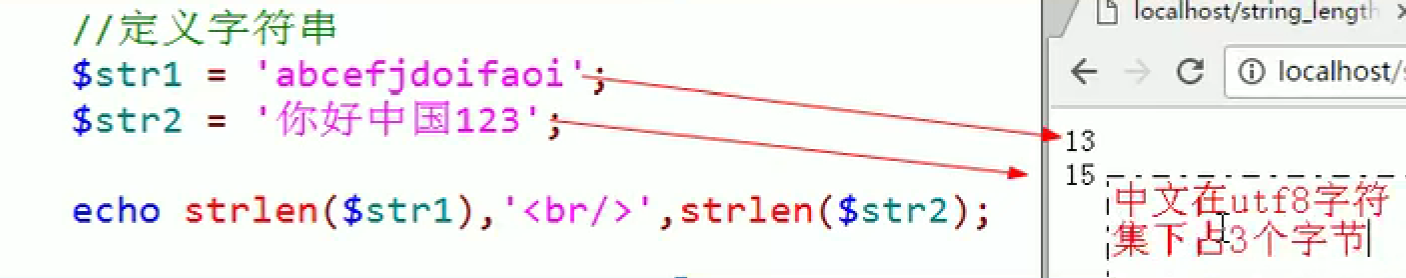 //定义字符串
$str1 = 'abcefjdoifaoi';
$str2 = '你好中国123';
echo strlen($str1),'<br/>',strlen($str2);
localhost/string_length
localhost/
13
15
中文在utf8字符
集下占3个字节